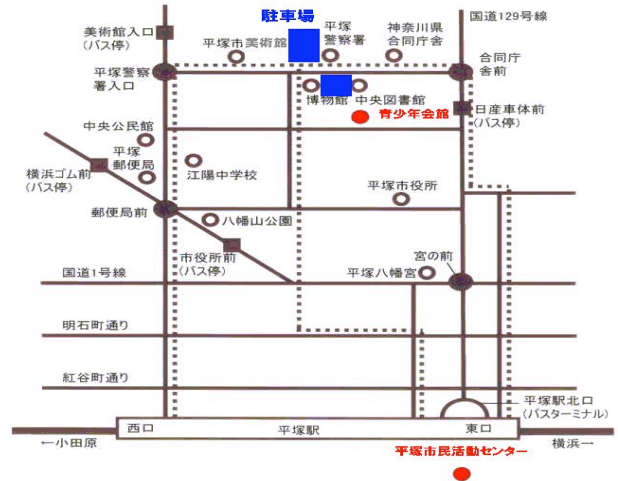 駐車場
国道129号線
美術館入口
(バス停)
平塚市美術館
平塚
警察署
神奈川県
合同庁舎
平塚警察
署入口
合同庁
舎前
博物館
中央図書館
青少年会館
日産車体前
(バス停)
中央公民館
平塚
郵便局
横浜ゴム前
(バス停)
江陽中学校
平塚市役所
郵便局前
八幡山公園
市役所前
(バス停)
宮の前
国道1号線
平塚八幡宮
明石町通り
紅谷町通り
平塚駅北口
(バスターミナル)
西口
平塚駅
東口
←小田原
横浜→
平塚市民活動センター